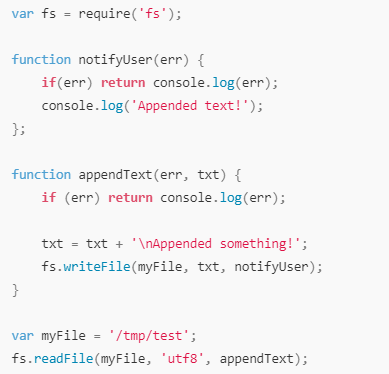 var fs = require('fs');
function notifyUser(err) {
    if(err) return console.log(err);
    console.log('Appended text!');
};
function appendText(err, txt) {
    if (err) return console.log(err);
    txt = txt + '\nAppended something!';
    fs.writeFile(myFile, txt, notifyUser);
}
var myFile = '/tmp/test';
fs.readFile(myFile, 'utf8', appendText);